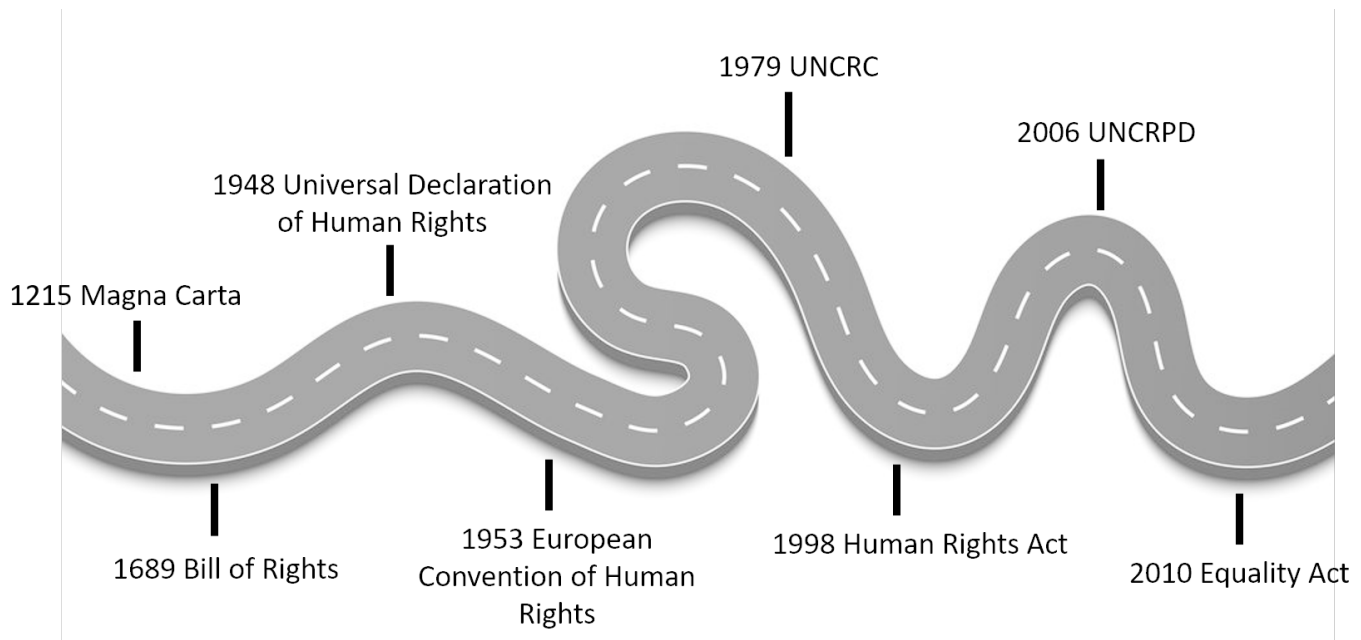 1215 Magna Carta
1689 Bill of Rights
1948 Universal Declaration
of Human Rights
1953 European
Convention of Human
Rights
1979 UNCRC
1998 Human Rights Act
2006 UNCRPD
2010 Equality Act